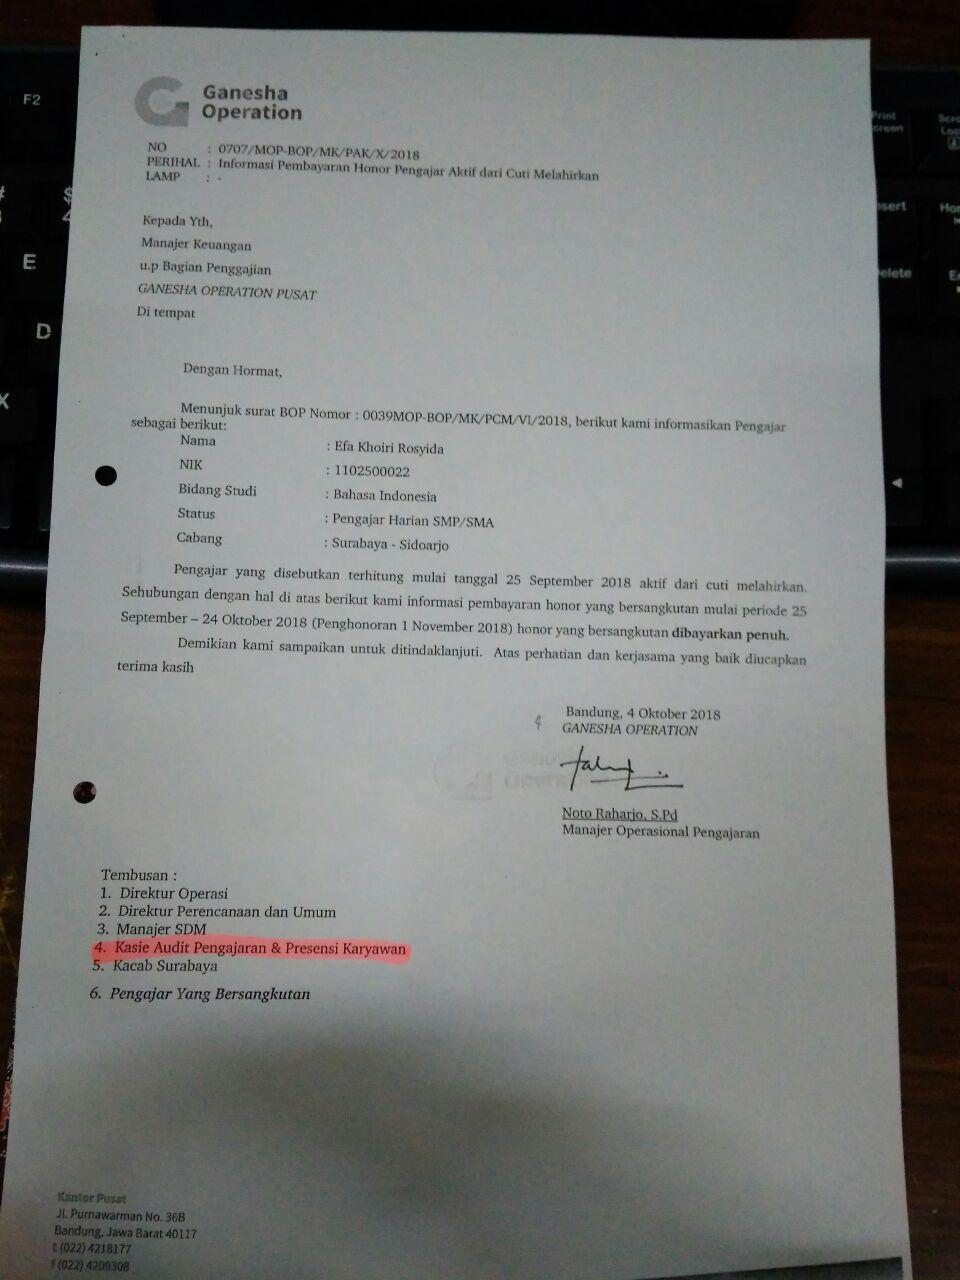 Ganesha
Operation
NO : 0707/MOP-BOP/MK/PAK/X/2018
PERIHAL : Informasi Pembayaran Honor Pengajar Aktif dari Cuti Melahirkan
LAMP : -
Kepada Yth,
Manajer Keuangan
u.p Bagian Penggajian
GANESHA OPERATION PUSAT
Di tempat
Dengan Hormat,
Menunjuk surat BOP Nomor : 0039MOP-BOP/MK/PCM/VI/2018, berikut kami informasikan Pengajar
sebagai berikut:
Nama : Efa Khoiri Rosyida
NIK : 1102500022
Bidang Studi : Bahasa Indonesia
Status : Pengajar Harian SMP/SMA
Cabang : Surabaya - Sidoarjo
Pengajar yang disebutkan terhitung mulai tanggal 25 September 2018 aktif dari cuti melahirkan.
Sehubungan dengan hal di atas berikut kami informasi pembayaran honor yang bersangkutan mulai periode 25
September – 24 Oktober 2018 (Penghonoran 1 November 2018) honor yang bersangkutan dibayarkan penuh.
Demikian kami sampaikan untuk ditindaklanjuti. Atas perhatian dan kerjasama yang baik diucapkan
terima kasih
Bandung, 4 Oktober 2018
GANESHA OPERATION
Noto Raharjo, S.Pd
Manajer Operasional Pengajaran
Tembusan :
1. Direktur Operasi
2. Direktur Perencanaan dan Umum
3. Manajer SDM
4. Kasie Audit Pengajaran & Presensi Karyawan
5. Kacab Surabaya
6. Pengajar Yang Bersangkutan
Kantor Pusat
Jl. Purnawarman No. 36B
Bandung, Jawa Barat 40117
t (022) 4218177
f (022) 4209308
F2
E
D
X
Insert
Delete